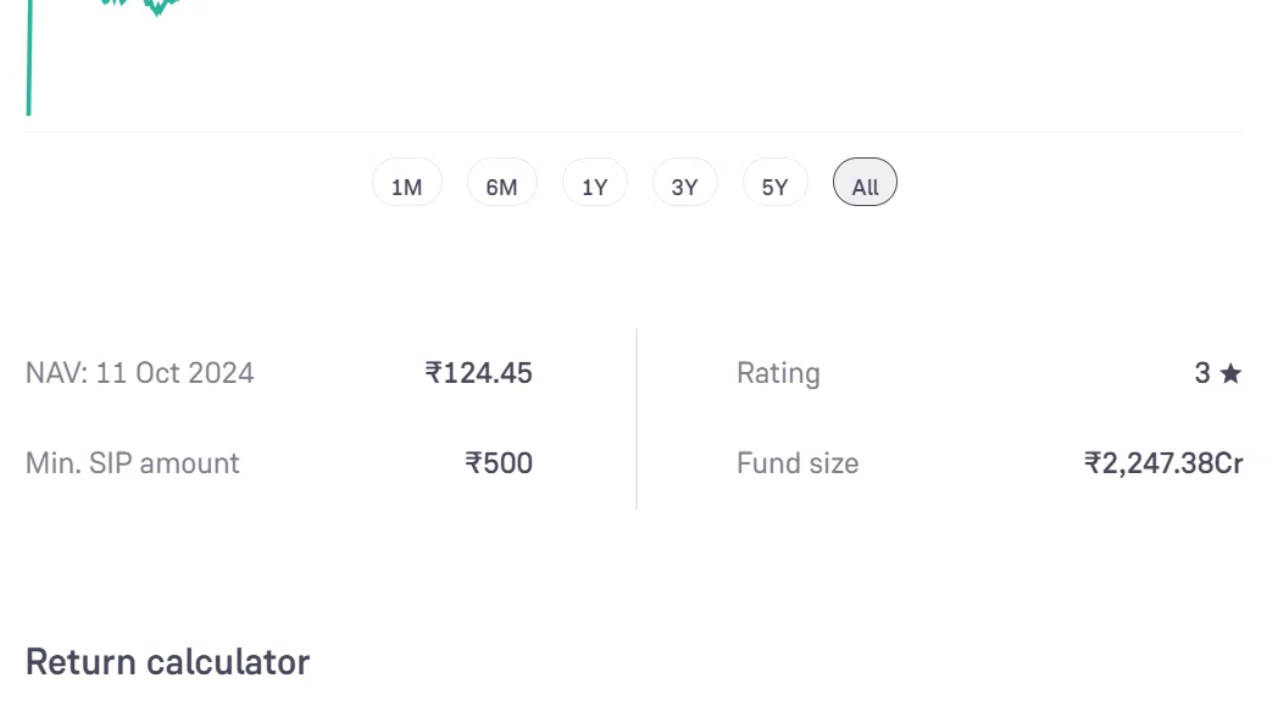 1M 6M 1Y 3Y 5Y All
NAV: 11 Oct 2024 ₹124.45
Rating 3 ★
Min. SIP amount ₹500
Fund size ₹2,247.38Cr
Return calculator